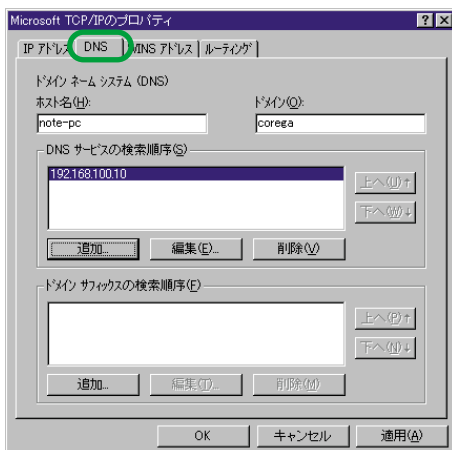 Microsoft TCP/IPのプロパティ
IP アドレス DNS WINS アドレス ルーティング
ドメイン ネーム システム (DNS)
ホスト名(H): ドメイン(O):
note-pc corega
DNS サービスの検索順序(S)
192.168.100.10
上へ(U)↑
下へ(W)↓
追加... 編集(E)... 削除(V)
ドメイン サフィックスの検索順序(F)
上へ(P)↑
下へ(N)↓
追加... 編集(T)... 削除(M)
OK キャンセル 適用(A)